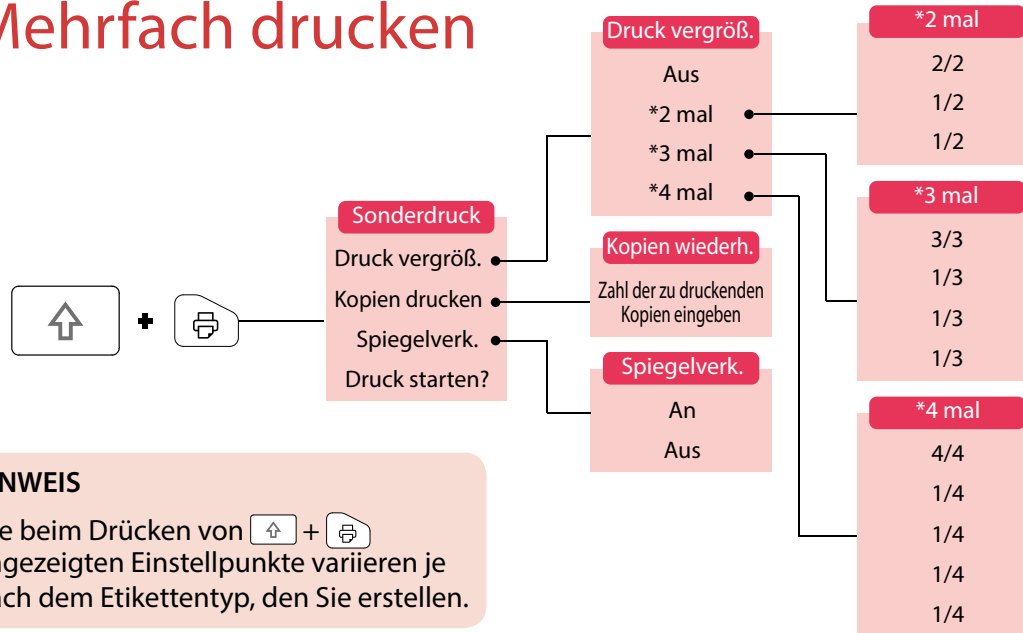 Mehrfach drucken
Sonderdruck
Druck vergröß.
Kopien drucken
Spiegelverk.
Druck starten?
Druck vergröß.
Aus
*2 mal
*3 mal
*4 mal
Kopien wiederh.
Zahl der zu druckenden
Kopien eingeben
Spiegelverk.
An
Aus
*2 mal
2/2
1/2
1/2
*3 mal
3/3
1/3
1/3
1/3
*4 mal
4/4
1/4
1/4
1/4
1/4
NWEIS
e beim Drücken von +
gezeigten Einstellpunkte variieren je
ch dem Etikettentyp, den Sie erstellen.